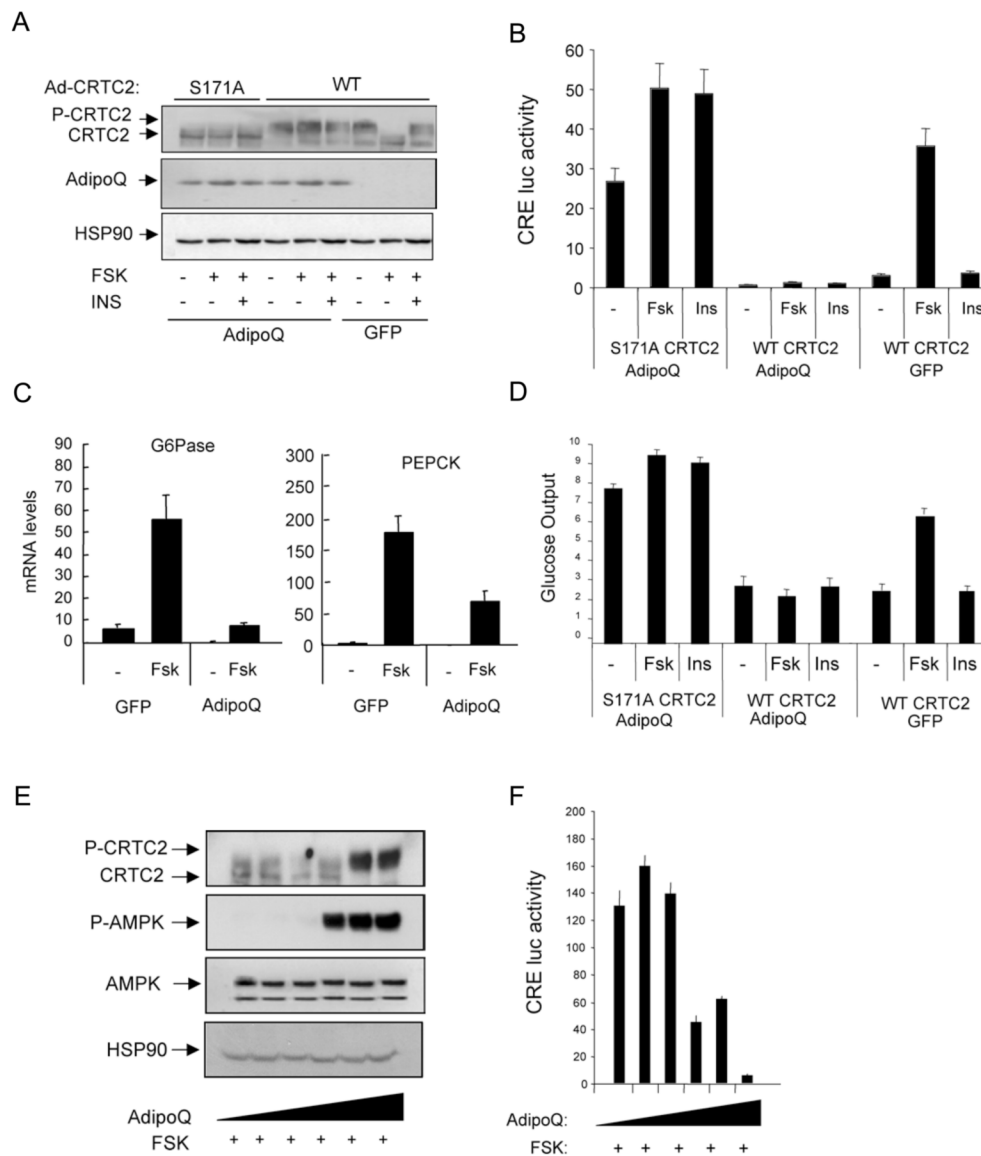 A
Ad-CRTC2: S171A WT
P-CRTC2
CRTC2
AdipoQ
HSP90
- + + - + + - + + FSK
+ + + INS
AdipoQ GFP
B
CRE luc activity
60
50
40
30
20
10
0
- Fsk Ins - Fsk Ins - Fsk Ins
S171A CRTC2 WT CRTC2 WT CRTC2
AdipoQ AdipoQ GFP
C
G6Pase
mRNA levels
90
80
70
60
50
40
30
20
10
0
- Fsk - Fsk
GFP AdipoQ
PEPCK
300
250
200
150
100
50
0
- Fsk - Fsk
GFP AdipoQ
D
Glucose Output
10
9
8
7
6
5
4
3
2
1
0
- Fsk Ins - Fsk Ins - Fsk Ins
S171A CRTC2 WT CRTC2 WT CRTC2
AdipoQ AdipoQ GFP
E
P-CRTC2
CRTC2
P-AMPK
AMPK
HSP90
AdipoQ
FSK + + + + + +
F
CRE luc activity
200
180
160
140
120
100
80
60
40
20
0
AdipoQ:
FSK: + + + + +